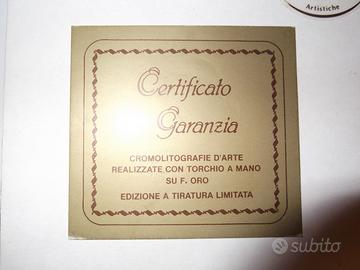 Artistiche
Certificato
Garanzia
CROMOLITOGRAFIE D'ARTE
REALIZZATE CON TORCHIO A MANO
SU F. ORO
EDIZIONE A TIRATURA LIMITATA
subito